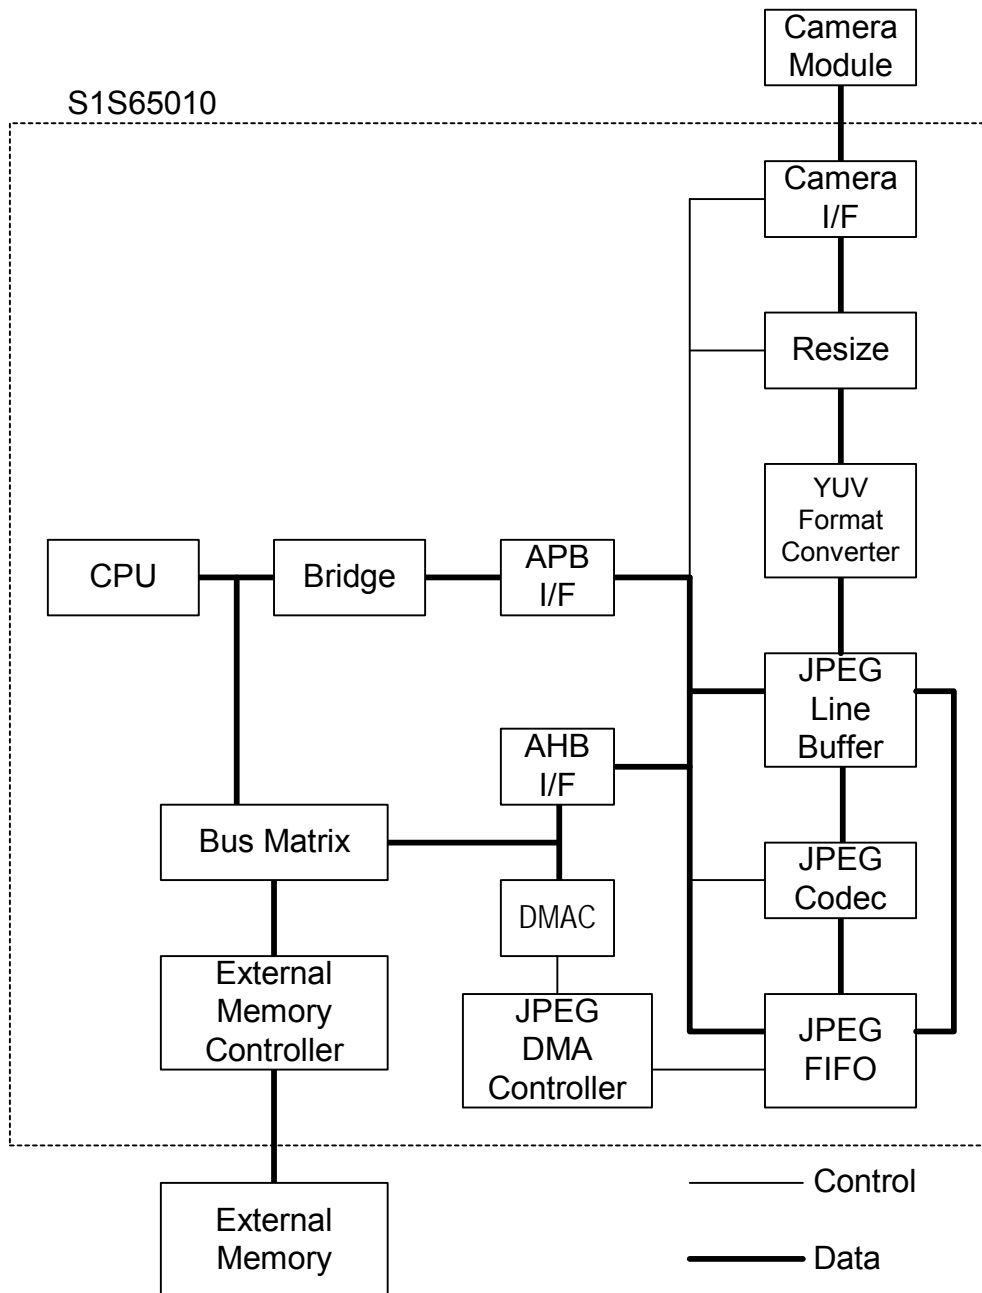 Camera
Module
S1S65010
Camera
I/F
Resize
YUV
Format
Converter
CPU
Bridge
APB
I/F
JPEG
Line
Buffer
AHB
I/F
Bus Matrix
JPEG
Codec
DMAC
External
Memory
Controller
JPEG
DMA
Controller
JPEG
FIFO
Control
External
Memory
Data